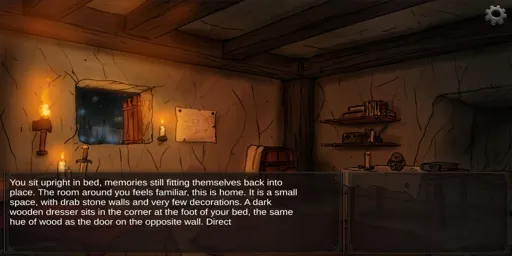 You sit upright in bed, memories still fitting themselves back into
place. The room around you feels familiar, this is home. It is a small
space, with drab stone walls and very few decorations. A dark
wooden dresser sits in the corner at the foot of your bed, the same
hue of wood as the door on the opposite wall. Direct